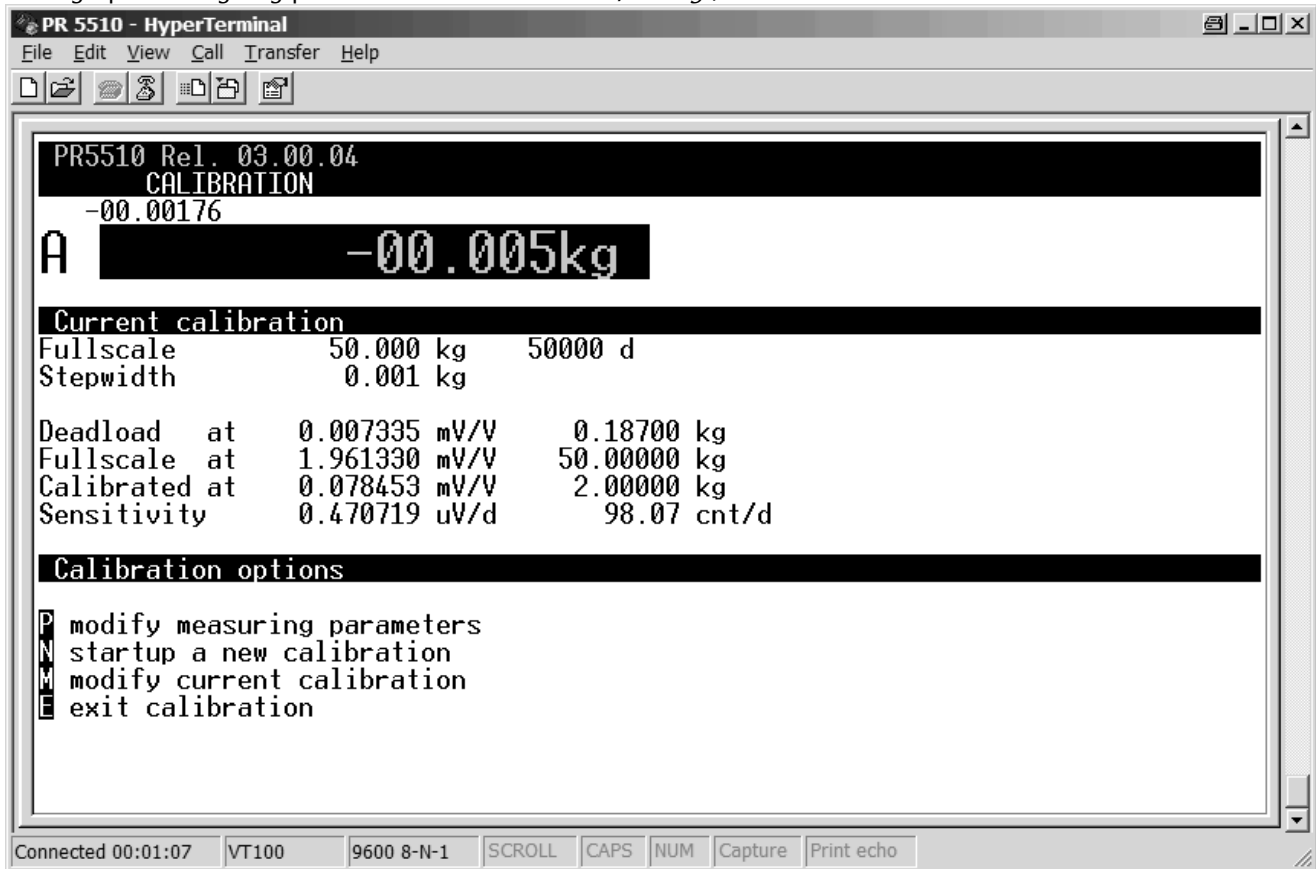 PR 5510 - HyperTerminal
File Edit View Call Transfer Help
PR5510 Rel. 03.00.04
CALIBRATION
-00.00176
A -00.005kg
Current calibration
Fullscale 50.000 kg 50000 d
Stepwidth 0.001 kg
Deadload at 0.007335 mV/V 0.18700 kg
Fullscale at 1.961330 mV/V 50.00000 kg
Calibrated at 0.078453 mV/V 2.00000 kg
Sensitivity 0.470719 uV/d 98.07 cnt/d
Calibration options
P modify measuring parameters
N startup a new calibration
M modify current calibration
E exit calibration
Connected 00:01:07 VT100 9600 8-N-1 SCROLL CAPS NUM Capture Print echo